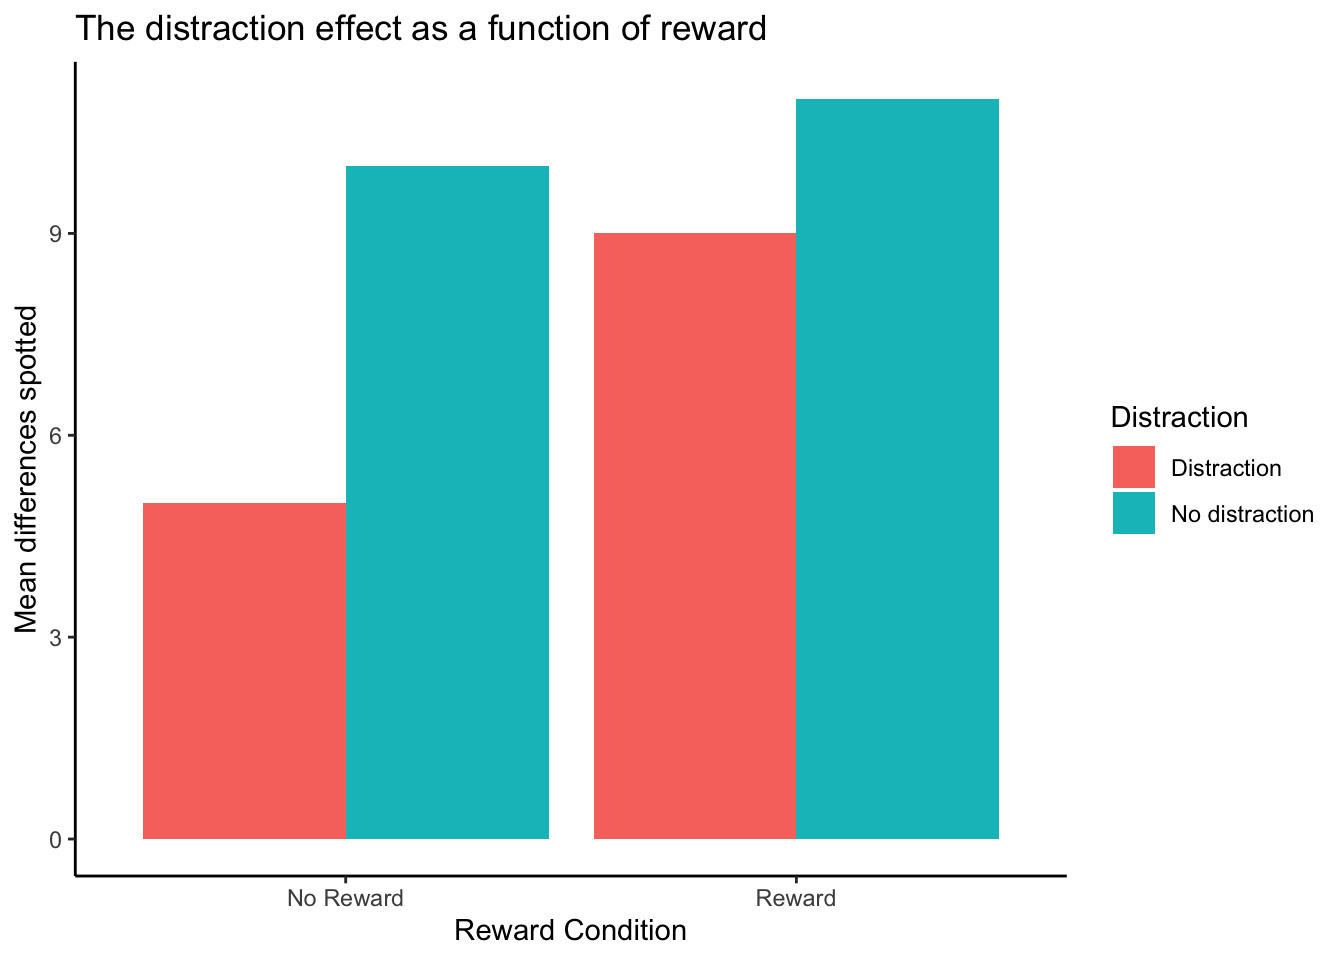 The distraction effect as a function of reward
Mean differences spotted
9
6
3
0
No Reward
Reward
Reward Condition
Distraction
Distraction
No distraction